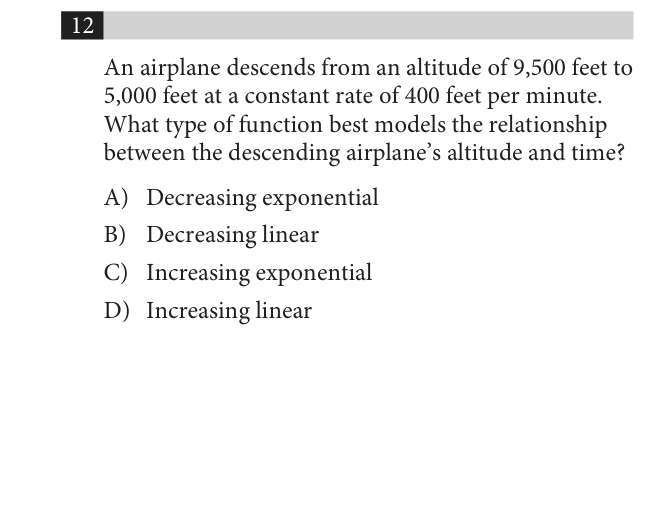 12
An airplane descends from an altitude of 9,500 feet to
5,000 feet at a constant rate of 400 feet per minute.
What type of function best models the relationship
between the descending airplane’s altitude and time?
A) Decreasing exponential
B) Decreasing linear
C) Increasing exponential
D) Increasing linear